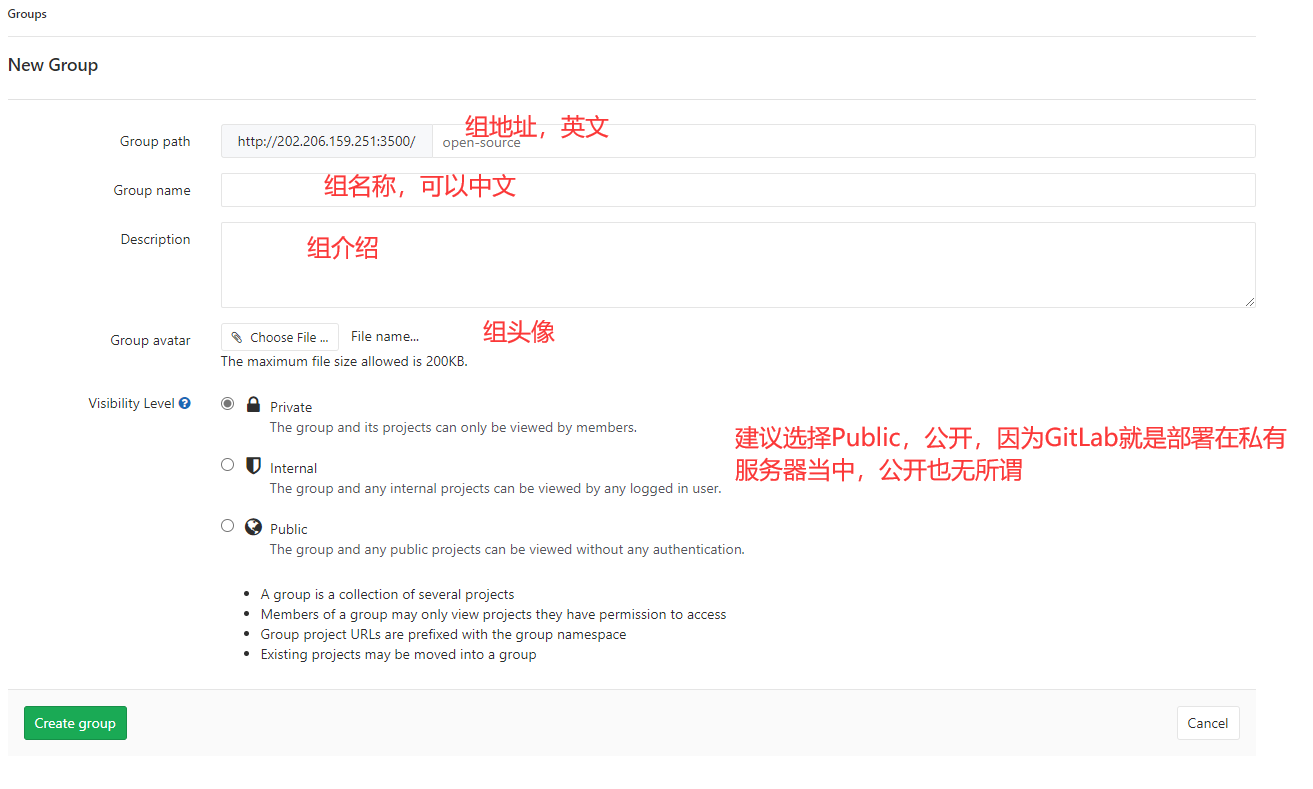 Groups
New Group
Group path
http://202.206.159.251:3500/
open-source
组地址，英文
Group name
组名称，可以中文
Description
组介绍
Group avatar
Choose File ...
File name...
组头像
The maximum file size allowed is 200KB.
Visibility Level
Private
The group and its projects can only be viewed by members.
建议选择Public，公开，因为GitLab就是部署在私有
服务器当中，公开也无所谓
Internal
The group and any internal projects can be viewed by any logged in user.
Public
The group and any public projects can be viewed without any authentication.
A group is a collection of several projects
Members of a group may only view projects they have permission to access
Group project URLs are prefixed with the group namespace
Existing projects may be moved into a group
Create group
Cancel